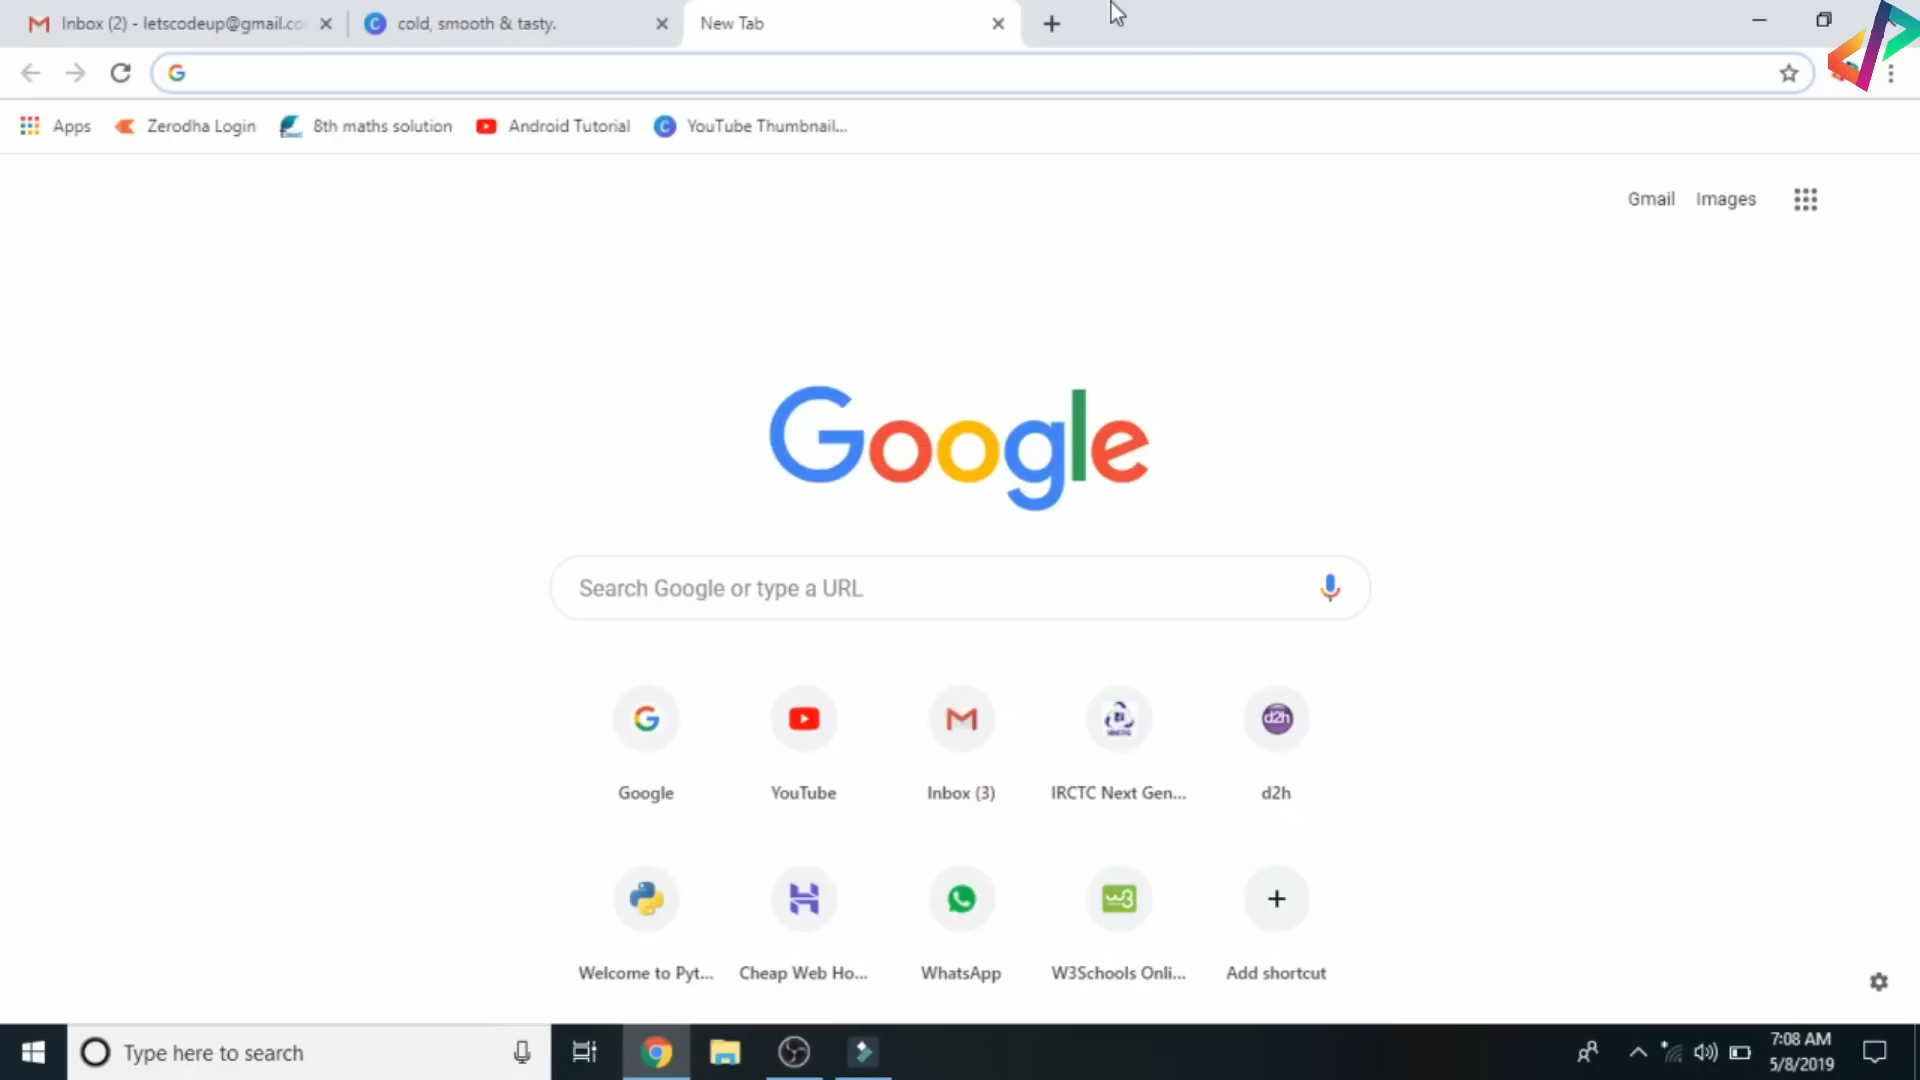 Inbox (2) - letscodeup@gmail.co
cold, smooth & tasty.
New Tab
Apps
Zerodha Login
8th maths solution
Android Tutorial
YouTube Thumbnail...
Gmail
Images
Google
Search Google or type a URL
Google
YouTube
Inbox (3)
IRCTC Next Gen...
d2h
d2h
Welcome to Pyt...
Cheap Web Ho...
WhatsApp
W3Schools Onli...
Add shortcut
Type here to search
7:08 AM
5/8/2019